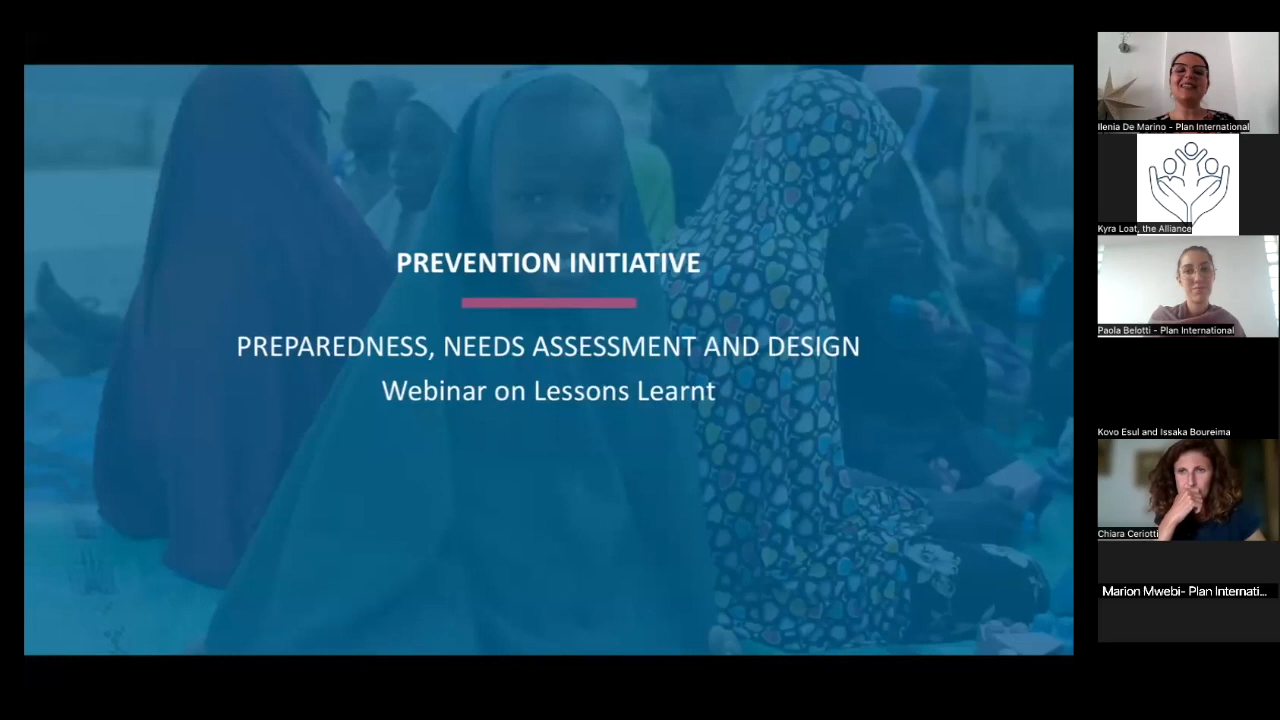 PREVENTION INITIATIVE
PREPAREDNESS, NEEDS ASSESSMENT AND DESIGN
Webinar on Lessons Learnt
Ilenia De Marino - Plan International
Kyra Loat, the Alliance
Paola Belotti - Plan International
Kovo Esul and Issaka Boureima
Chiara Ceriotti
Marion Mwebi- Plan Internati...